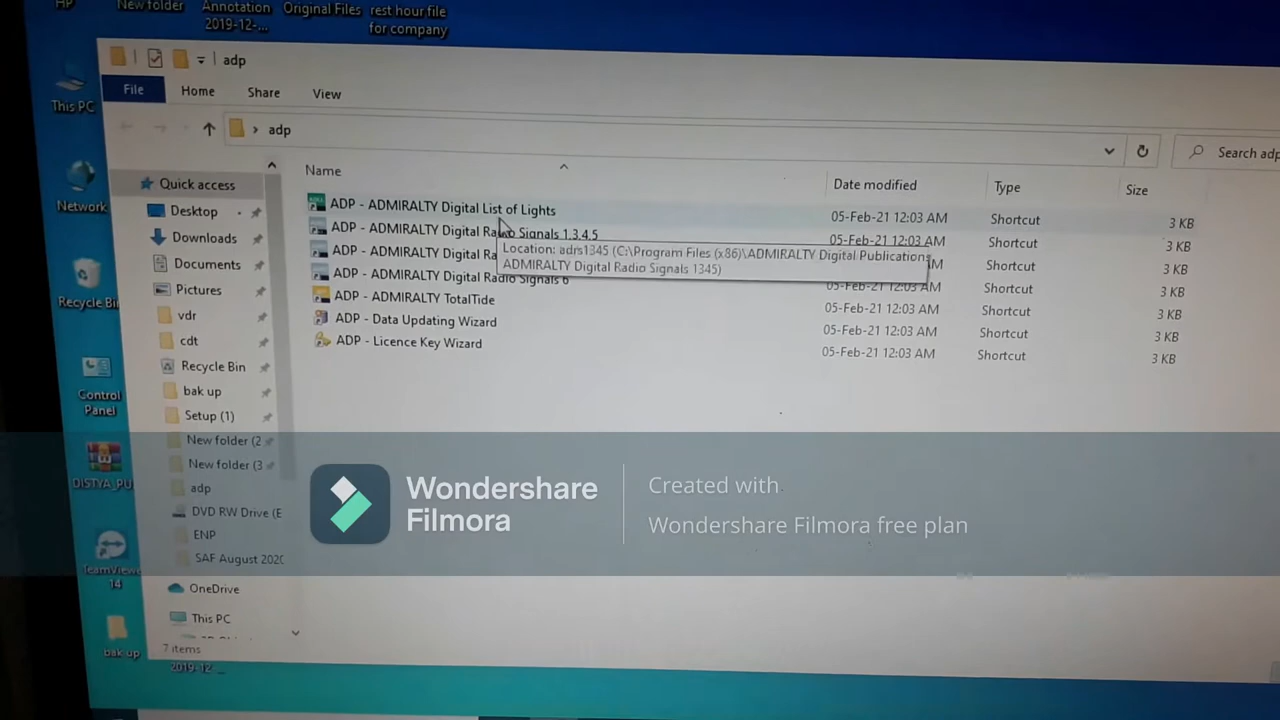 HP
New folder
Annotation
2019-12-...
Original Files
rest hour file
for company
adp
File
Home
Share
View
This PC
adp
Search adp
Quick access
Name
Date modified
Type
Size
Network
Desktop
ADP - ADMIRALTY Digital List of Lights
05-Feb-21 12:03 AM
Shortcut
3 KB
Downloads
ADP - ADMIRALTY Digital Radio Signals 1,3,4,5
05-Feb-21 12:03 AM
Shortcut
3 KB
Location: adrs1345 (C:\Program Files (x86)\ADMIRALTY Digital Publications\
ADMIRALTY Digital Radio Signals 1345)
Documents
ADP - ADMIRALTY Digital Ra
M
Shortcut
3 KB
Recycle Bin
Pictures
ADP - ADMIRALTY Digital Radio Signals 6
05-Feb-21 12:03 AM
Shortcut
3 KB
vdr
ADP - ADMIRALTY TotalTide
05-Feb-21 12:03 AM
Shortcut
3 KB
cdt
ADP - Data Updating Wizard
05-Feb-21 12:03 AM
Shortcut
3 KB
Recycle Bin
ADP - Licence Key Wizard
05-Feb-21 12:03 AM
Shortcut
3 KB
Control
Panel
bak up
Setup (1)
New folder (2
New folder (3
DISTYA_PU
adp
DVD RW Drive (E
ENP
SAF August 2020
TeamViewer
14
OneDrive
This PC
bak up
7 items
2019-12-...
Wondershare
Filmora
Created with
Wondershare Filmora free plan